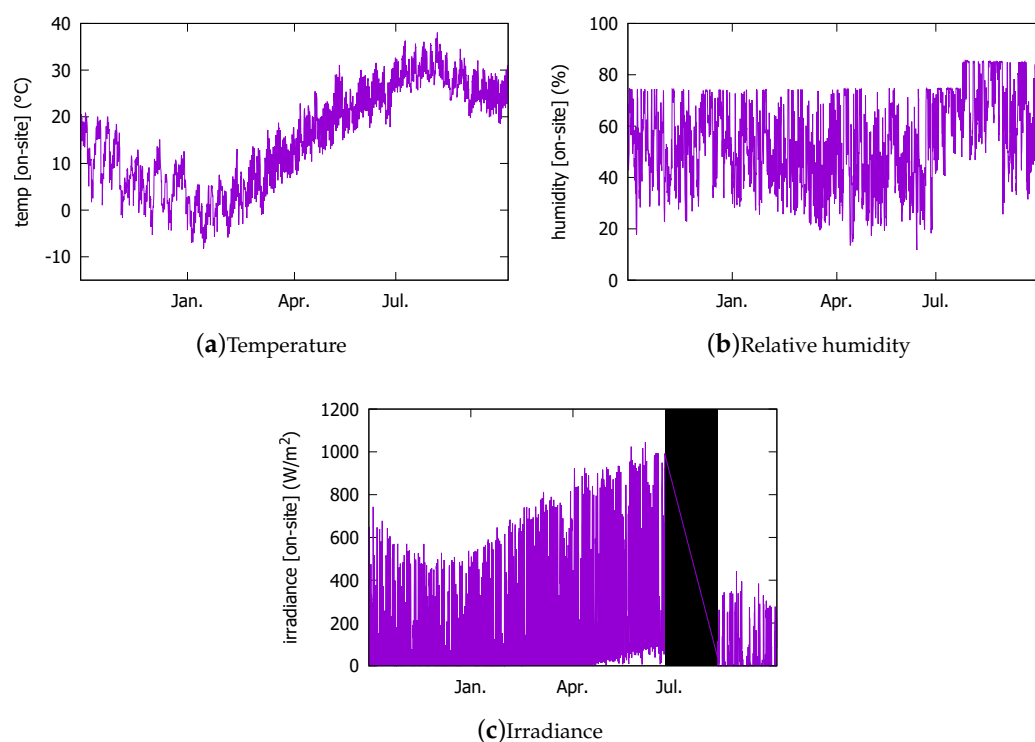 40
30
20
10
0
-10
temp [on-site] (°C)
Jan. Apr. Jul.
(a)Temperature
100
80
60
40
20
0
humidity [on-site] (%)
Jan. Apr. Jul.
(b)Relative humidity
1200
1000
800
600
400
200
0
irradiance [on-site] (W/m²)
Jan. Apr. Jul.
(c)Irradiance